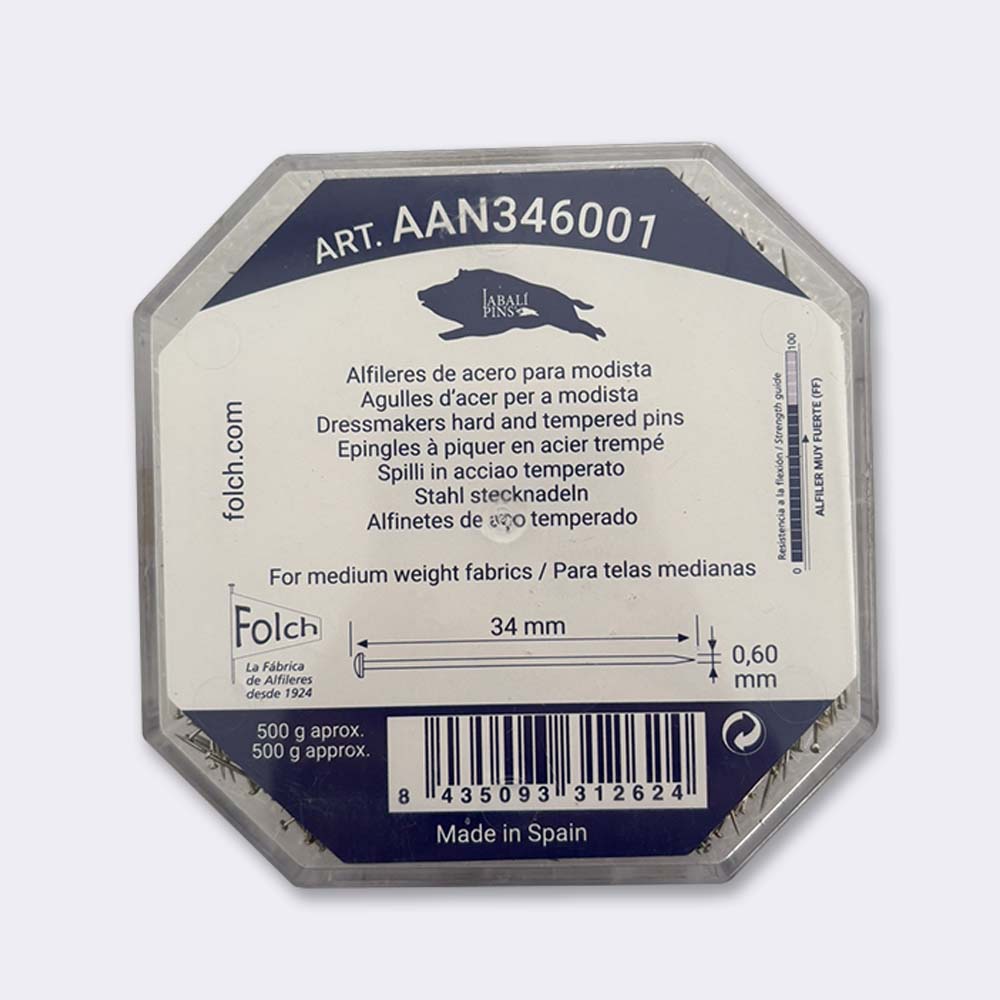 ART. AAN346001
JABALÍ
PINS
Alfileres de acero para modista
Agulles d'acer per a modista
Dressmakers hard and tempered pins
Epingles à piquer en acier trempé
Spilli in acciao temperato
Stahl stecknadeln
Alfinetes de aço temperado
For medium weight fabrics / Para telas medianas
folch.com
Resistencia a la flexión / Strength guide
0
100
ALFILER MUY FUERTE (FF)
Folch
La Fábrica
de Alfileres
desde 1924
34 mm
0,60
mm
500 g aprox.
500 g approx.
8 435093 312624
Made in Spain